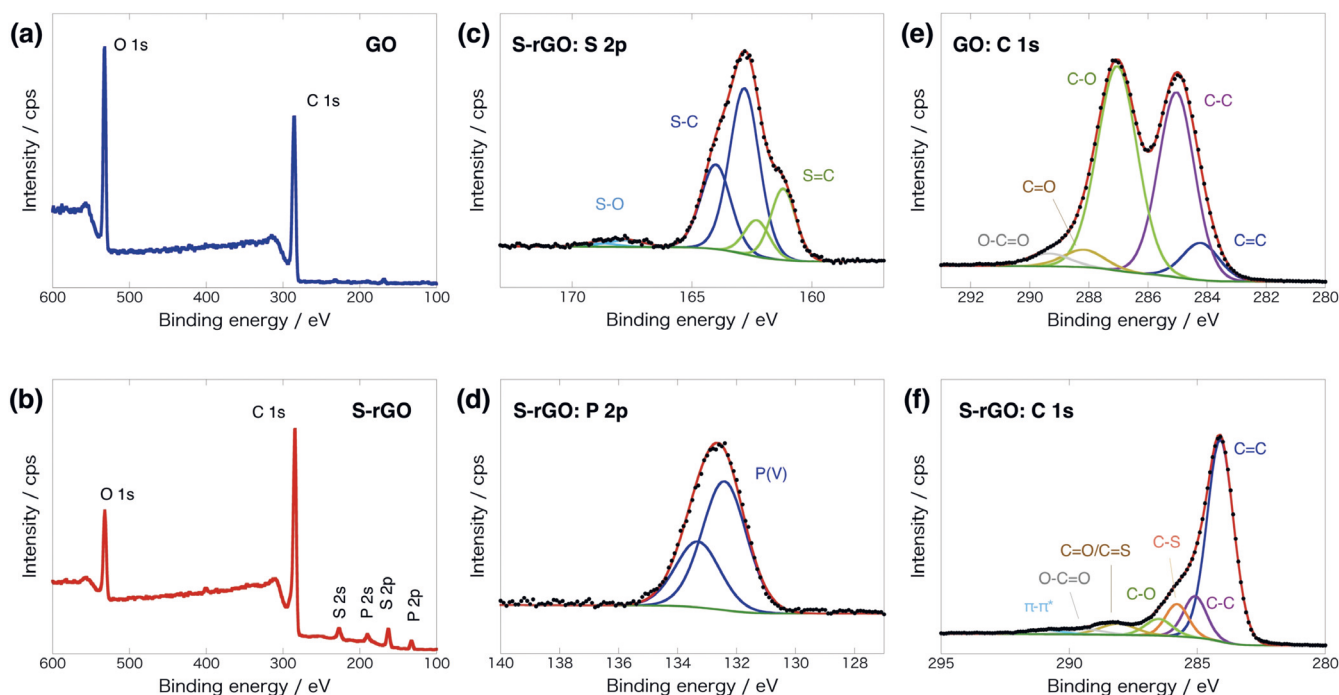 (a)
GO
O 1s
C 1s
Intensity / cps
600 500 400 300 200 100
Binding energy / eV
(c)
S-rGO: S 2p
S-C
S=C
S-O
Intensity / cps
170 165 160
Binding energy / eV
(e)
GO: C 1s
C-O
C-C
C=O
O-C=O
C=C
Intensity / cps
292 290 288 286 284 282 280
Binding energy / eV
(b)
S-rGO
C 1s
O 1s
S 2s
P 2s
S 2p
P 2p
Intensity / cps
600 500 400 300 200 100
Binding energy / eV
(d)
S-rGO: P 2p
P(V)
Intensity / cps
140 138 136 134 132 130 128
Binding energy / eV
(f)
S-rGO: C 1s
C=C
C=O/C=S
C-S
O-C=O
C-O
C-C
π-π*
Intensity / cps
295 290 285 280
Binding energy / eV